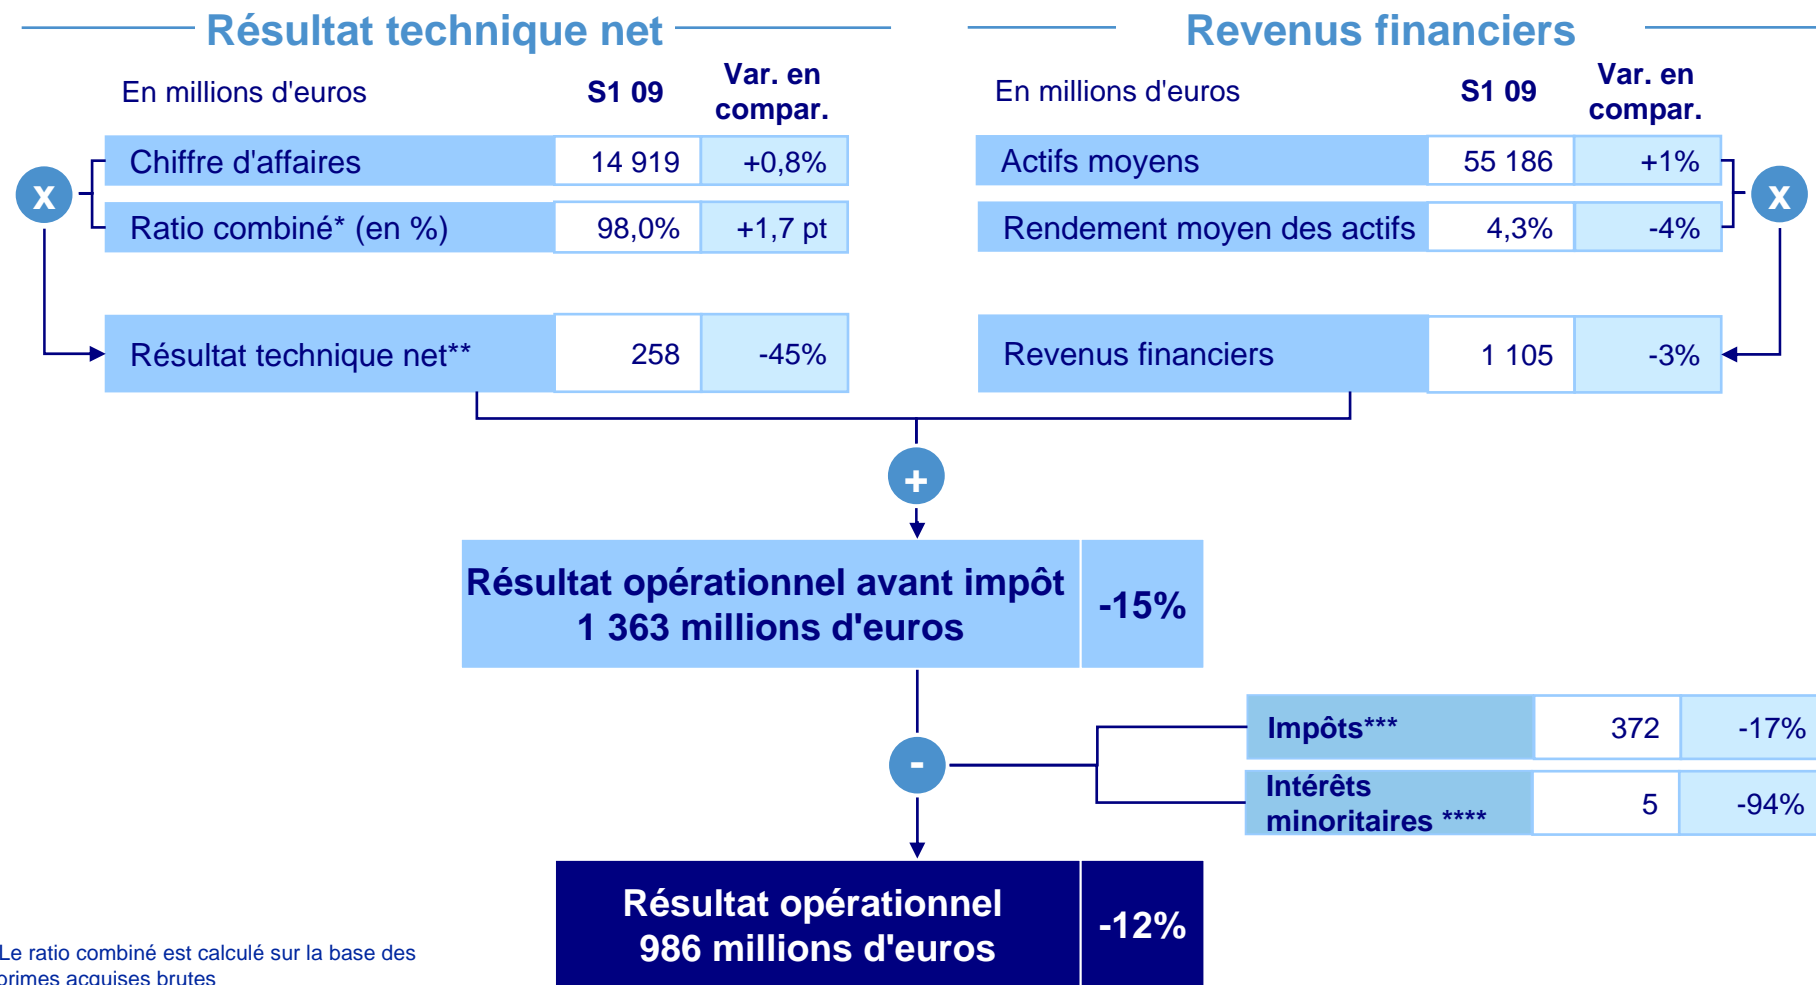 Résultat technique net
En millions d'euros S1 09 Var. en compar.
x
Chiffre d'affaires 14 919 +0,8%
Ratio combiné* (en %) 98,0% +1,7 pt
Résultat technique net** 258 -45%
Revenus financiers
En millions d'euros S1 09 Var. en compar.
Actifs moyens 55 186 +1%
x
Rendement moyen des actifs 4,3% -4%
Revenus financiers 1 105 -3%
+
Résultat opérationnel avant impôt
1 363 millions d'euros
-15%
-
Impôts*** 372 -17%
Intérêts
minoritaires **** 5 -94%
Résultat opérationnel
986 millions d'euros
-12%
Le ratio combiné est calculé sur la base des
primes acquises brutes